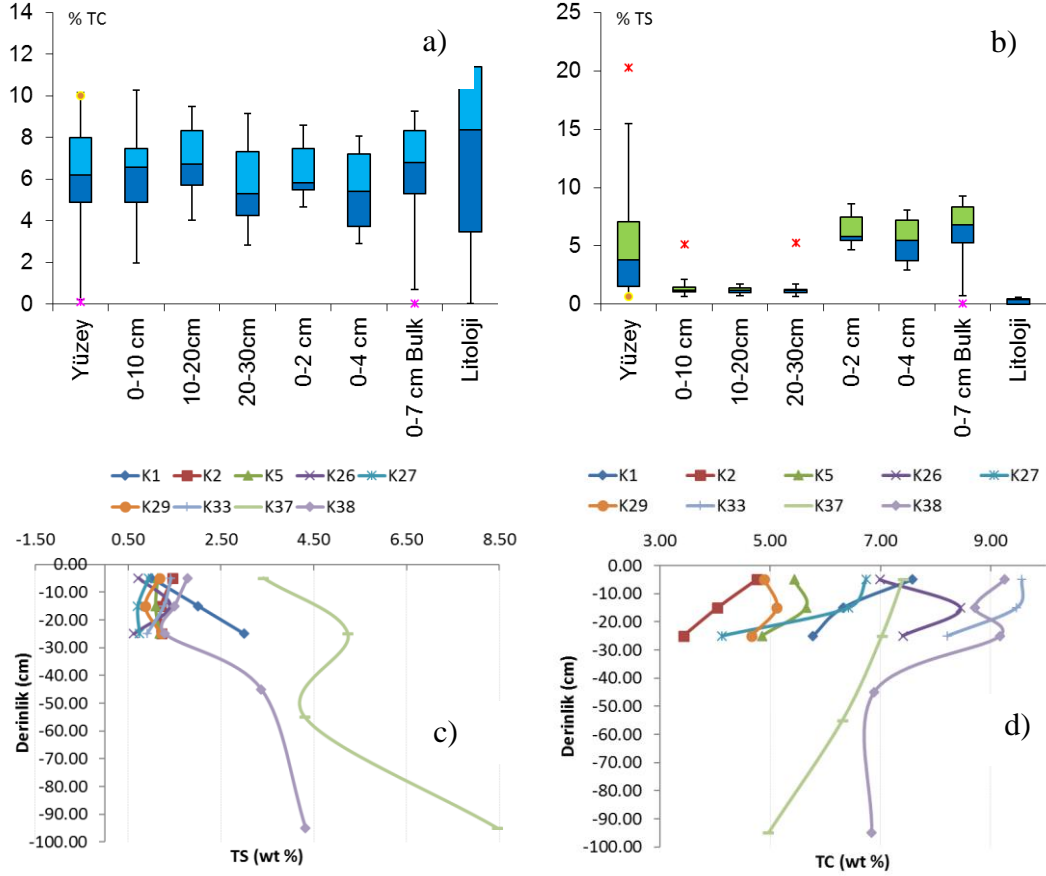 % TC
a)
14
12
10
8
6
4
2
0
Yüzey
0-10 cm
10-20cm
20-30cm
0-2 cm
0-4 cm
0-7 cm Bulk
Litoloji
% TS
b)
25
20
15
10
5
0
Yüzey
0-10 cm
10-20cm
20-30cm
0-2 cm
0-4 cm
0-7 cm Bulk
Litoloji
K1 K2 K5 K26 K27
K29 K33 K37 K38
-1.50 0.50 2.50 4.50 6.50 8.50
0.00
-10.00
-20.00
-30.00
-40.00
-50.00
-60.00
-70.00
-80.00
-90.00
-100.00
Derinlik (cm)
c)
TS (wt %)
K1 K2 K5 K26 K27
K29 K33 K37 K38
3.00 5.00 7.00 9.00
0.00
-10.00
-20.00
-30.00
-40.00
-50.00
-60.00
-70.00
-80.00
-90.00
-100.00
Derinlik (cm)
d)
TC (wt %)